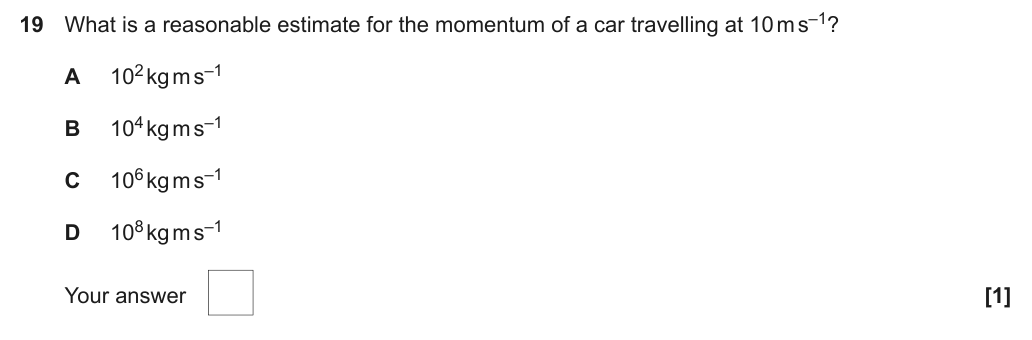 19 What is a reasonable estimate for the momentum of a car travelling at 10 m s⁻¹?
A 10² kg m s⁻¹
B 10⁴ kg m s⁻¹
C 10⁶ kg m s⁻¹
D 10⁸ kg m s⁻¹
Your answer [1]